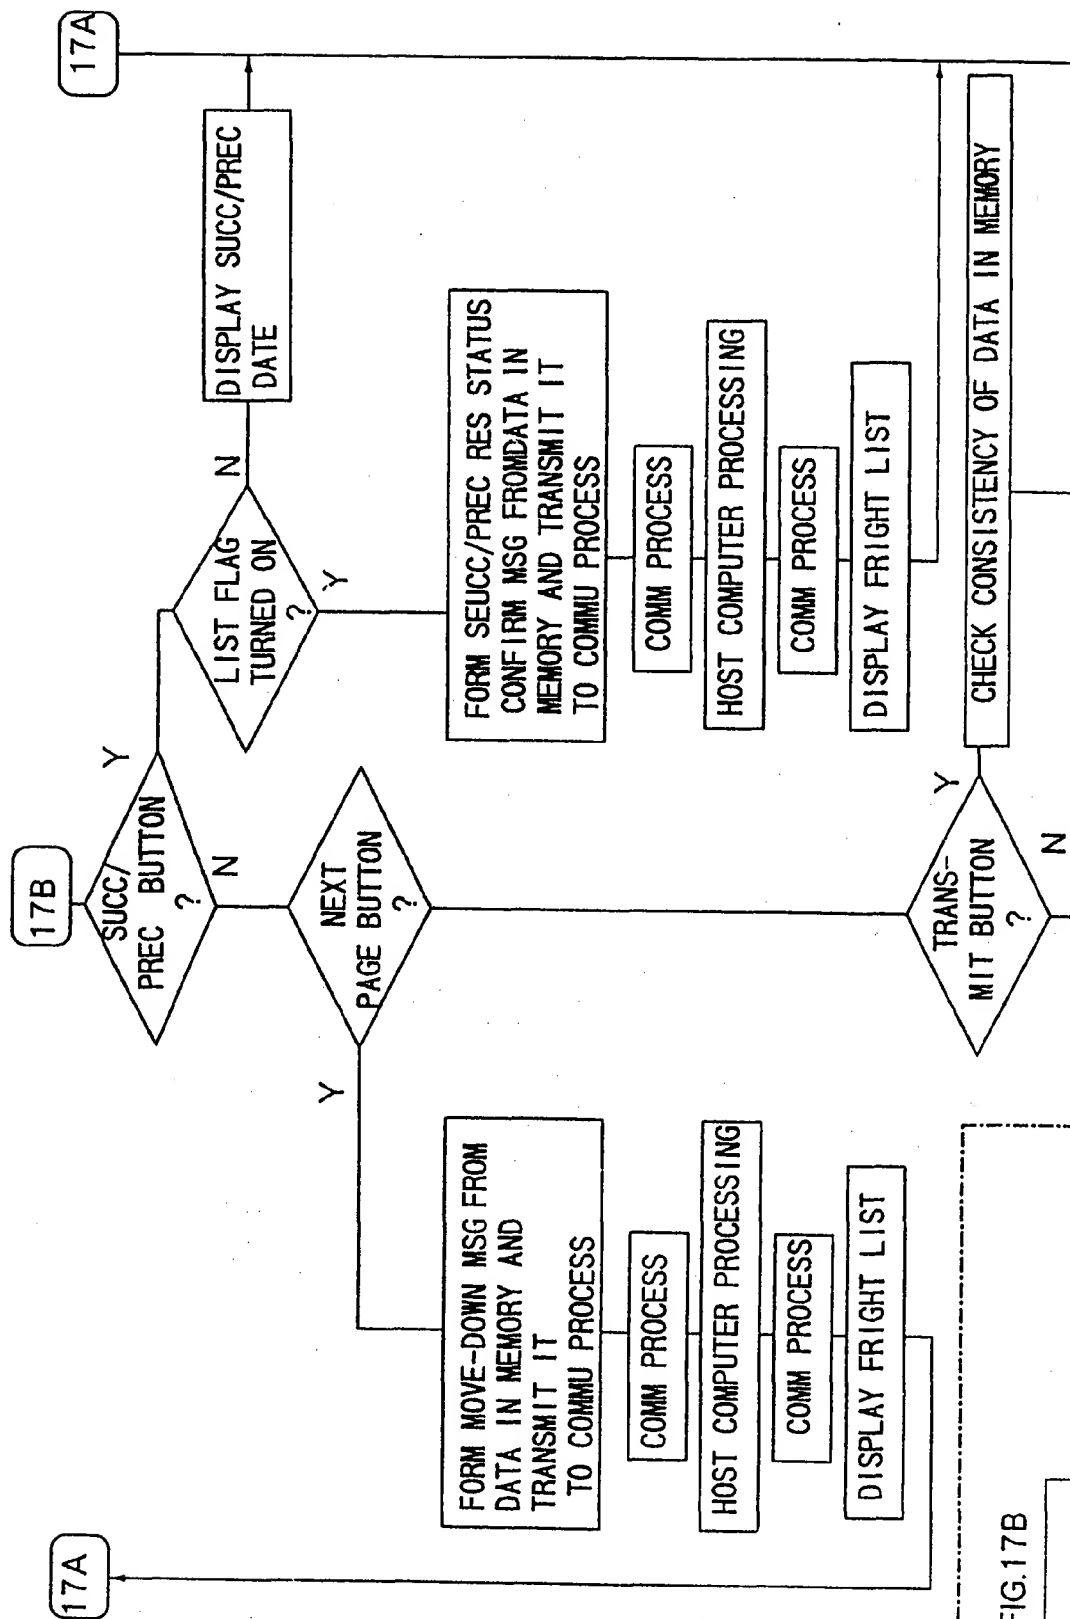 17B
17A
17A
SUCC/
PREC BUTTON
?
Y
N
LIST FLAG
TURNED ON
?
N
Y
DISPLAY SUCC/PREC
DATE
NEXT
PAGE BUTTON
?
Y
FORM SEUCC/PREC RES STATUS
CONFIRM MSG FROMDATA IN
MEMORY AND TRANSMIT IT
TO COMMU PROCESS
COMM PROCESS
HOST COMPUTER PROCESSING
COMM PROCESS
DISPLAY FRIGHT LIST
FORM MOVE-DOWN MSG FROM
DATA IN MEMORY AND
TRANSMIT IT
TO COMMU PROCESS
COMM PROCESS
HOST COMPUTER PROCESSING
COMM PROCESS
DISPLAY FRIGHT LIST
TRANS-
MIT BUTTON
?
Y
N
CHECK CONSISTENCY OF DATA IN MEMORY
FIG.17B